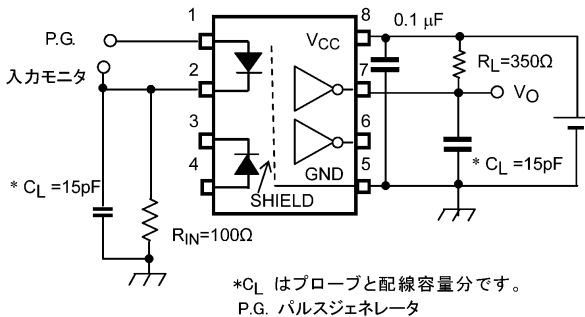 P.G.
入力モニタ
* CL =15pF
RIN=100Ω
1
2
3
4
VCC
GND
SHIELD
8
7
6
5
0.1 μF
RL=350Ω
VO
* CL =15pF
*CL はプローブと配線容量分です。
P.G. パルスジェネレータ